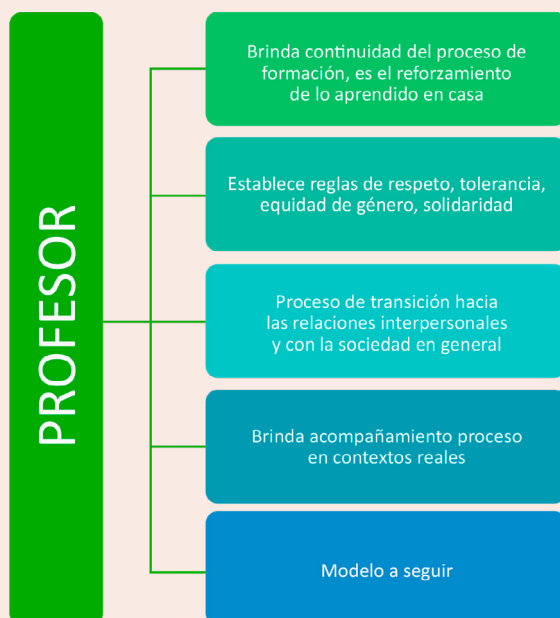 PROFESOR
Brinda continuidad del proceso de
formación, es el reforzamiento
de lo aprendido en casa
Establece reglas de respeto, tolerancia,
equidad de género, solidaridad
Proceso de transición hacia
las relaciones interpersonales
y con la sociedad en general
Brinda acompañamiento proceso
en contextos reales
Modelo a seguir